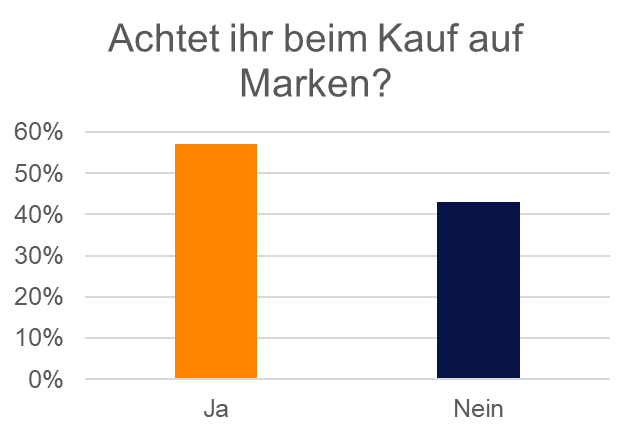 Achtet ihr beim Kauf auf
Marken?
60%
50%
40%
30%
20%
10%
0%
Ja
Nein